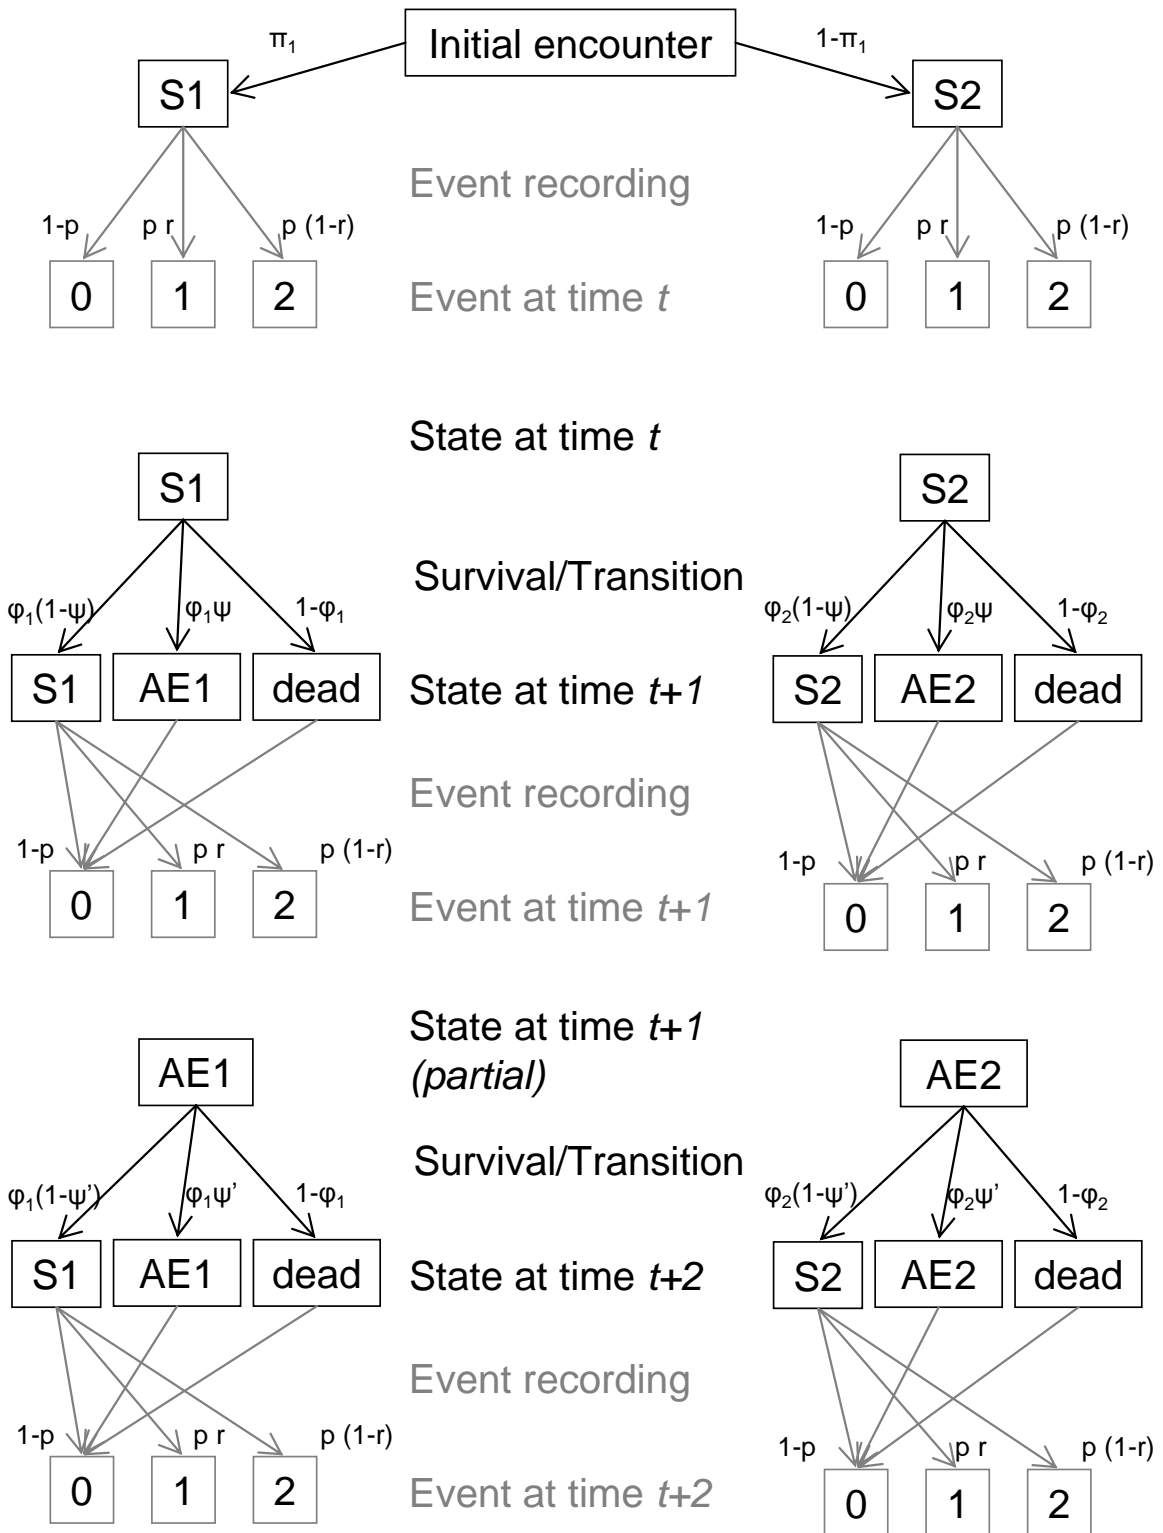 π1 Initial encounter 1-π1
S1 S2
Event recording
1-p p r p (1-r) 1-p p r p (1-r)
0 1 2 Event at time t 0 1 2
State at time t
S1 S2
Survival/Transition
φ1(1-ψ) φ1ψ 1-φ1 φ2(1-ψ) φ2ψ 1-φ2
S1 AE1 dead State at time t+1 S2 AE2 dead
Event recording
1-p p r p (1-r) 1-p p r p (1-r)
0 1 2 Event at time t+1 0 1 2
State at time t+1
(partial)
AE1 AE2
Survival/Transition
φ1(1-ψ’) φ1ψ’ 1-φ1 φ2(1-ψ’) φ2ψ’ 1-φ2
S1 AE1 dead State at time t+2 S2 AE2 dead
Event recording
1-p p r p (1-r) 1-p p r p (1-r)
0 1 2 Event at time t+2 0 1 2